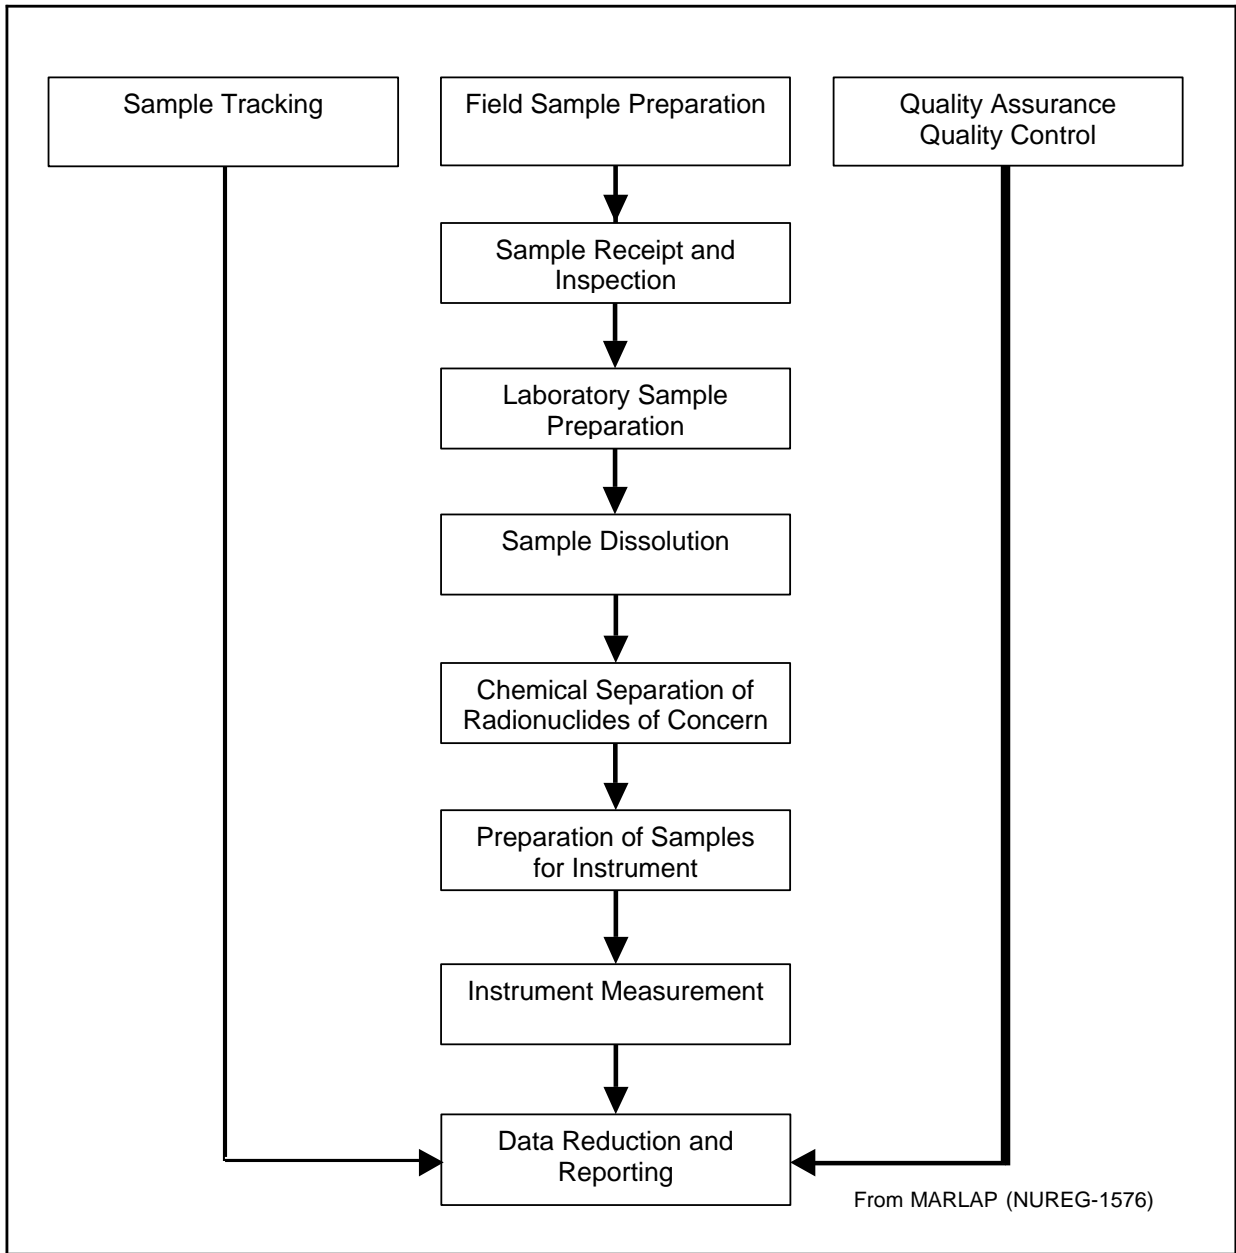 Sample Tracking
Field Sample Preparation
Quality Assurance
Quality Control
Sample Receipt and
Inspection
Laboratory Sample
Preparation
Sample Dissolution
Chemical Separation of
Radionuclides of Concern
Preparation of Samples
for Instrument
Instrument Measurement
Data Reduction and
Reporting
From MARLAP (NUREG-1576)